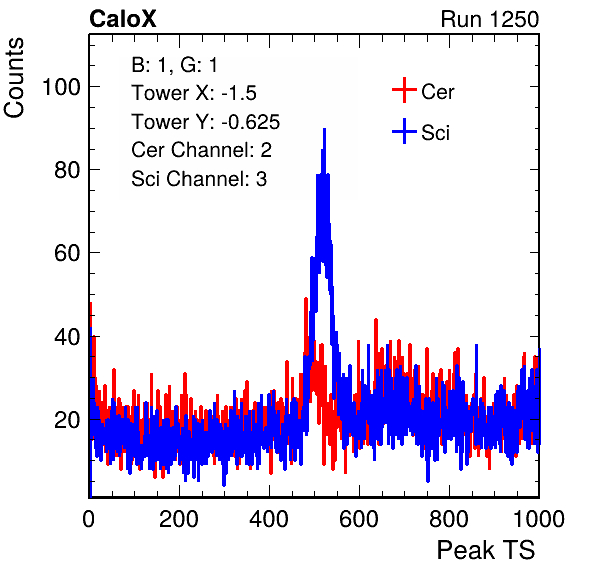 CaloX Run 1250
Counts
B: 1, G: 1
Tower X: -1.5
Tower Y: -0.625
Cer Channel: 2
Sci Channel: 3
Cer
Sci
100
80
60
40
20
0 200 400 600 800 1000
Peak TS